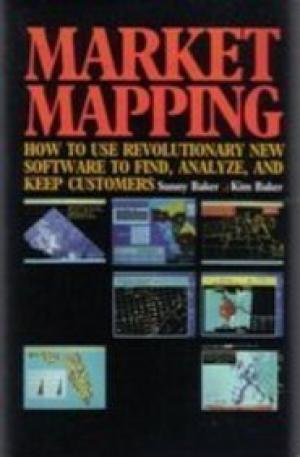 MARKET
MAPPING
HOW TO USE REVOLUTIONARY NEW
SOFTWARE TO FIND, ANALYZE, AND
KEEP CUSTOMERS Sunny Baker Kim Baker